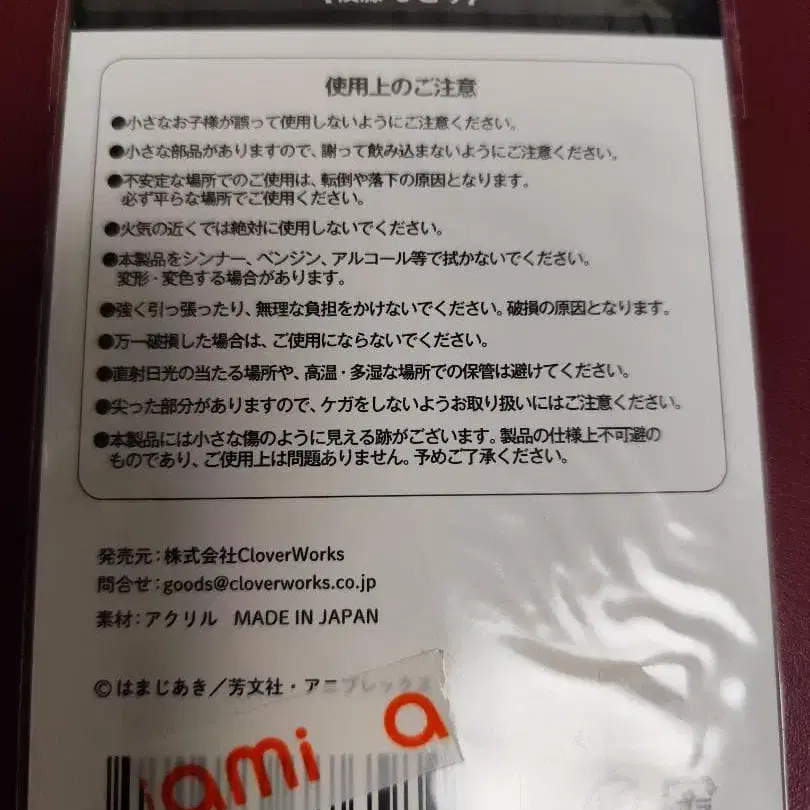 使用上のご注意
●小さなお子様が誤って使用しないようにご注意ください。
●小さな部品がありますので、謝って飲み込まないようにご注意ください。
●不安定な場所でのご使用は、転倒や落下の原因となります。
必ず平らな場所でご使用ください。
●火気の近くでは絶対に使用しないでください。
●本製品をシンナー、ベンジン、アルコール等で拭かないでください。
変形・変色する場合があります。
●強く引っ張ったり、無理な負担をかけないでください。破損の原因となります。
●万一破損した場合は、ご使用にならないでください。
●直射日光の当たる場所や、高温・多湿な場所での保管は避けてください。
●尖った部分がありますので、ケガをしないようお取り扱いにはご注意ください。
●本製品には小さな傷のように見える跡がございます。製品の仕様上不可避の
ものであり、ご使用上は問題ありません。予めご了承ください。
発売元:株式会社CloverWorks
問合せ:goods@cloverworks.co.jp
素材:アクリル MADE IN JAPAN
©はまじあき/芳文社・アニプレックス
ami a